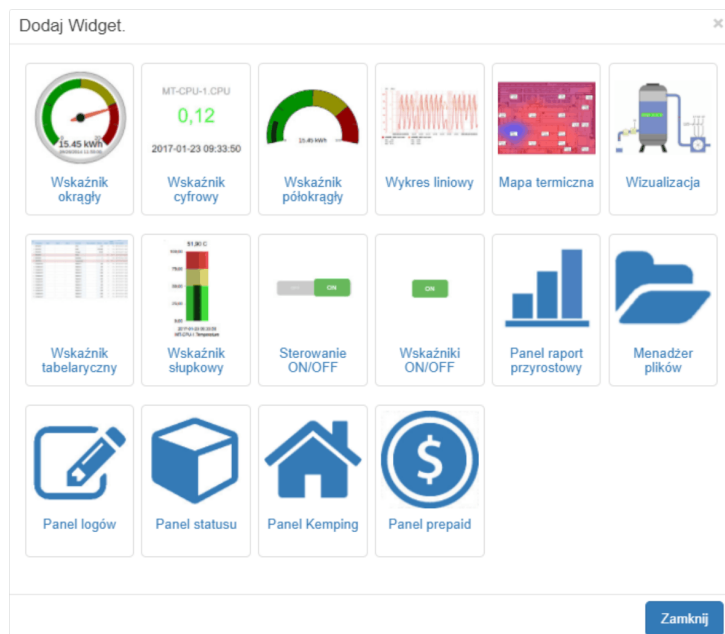 Dodaj Widget.
×
15.45 kWh
Wskaźnik
okrągły
MT-CPU-1.CPU
0,12
2017-01-23 09:33:50
Wskaźnik
cyfrowy
15.45 kWh
Wskaźnik
półokrągły
Wykres liniowy
Mapa termiczna
Wizualizacja
Wskaźnik
tabelaryczny
51,80 C
Wskaźnik
słupkowy
ON
Sterowanie
ON/OFF
ON
Wskaźniki
ON/OFF
Panel raport
przyrostowy
Menadżer
plików
Panel logów
Panel statusu
Panel Kemping
$
Panel prepaid
Zamknij